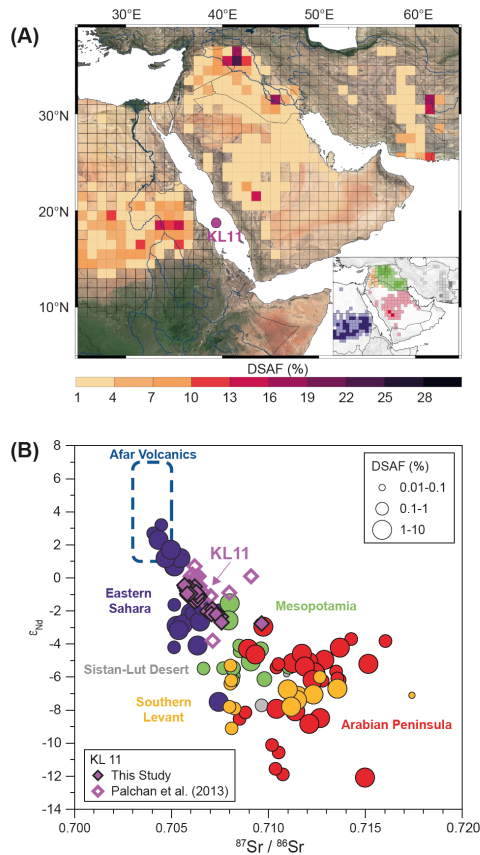 (A)
20°E 30°E 40°E 50°E 60°E
30°N
20°N
10°N
KL11
DSAF (%)
1 4 7 10 13 16 19 22 25 28
(B)
8
6
4
2
0
-2
-4
-6
-8
-10
-12
-14
εNd
Afar Volcanics
DSAF (%)
0.01-0.1
0.1-1
1-10
KL11
Eastern
Sahara
Mesopotamia
Sistan-Lut Desert
Southern
Levant
Arabian Peninsula
KL 11
This Study
Palchan et al. (2013)
0.700 0.705 0.710 0.715 0.720
87Sr / 86Sr